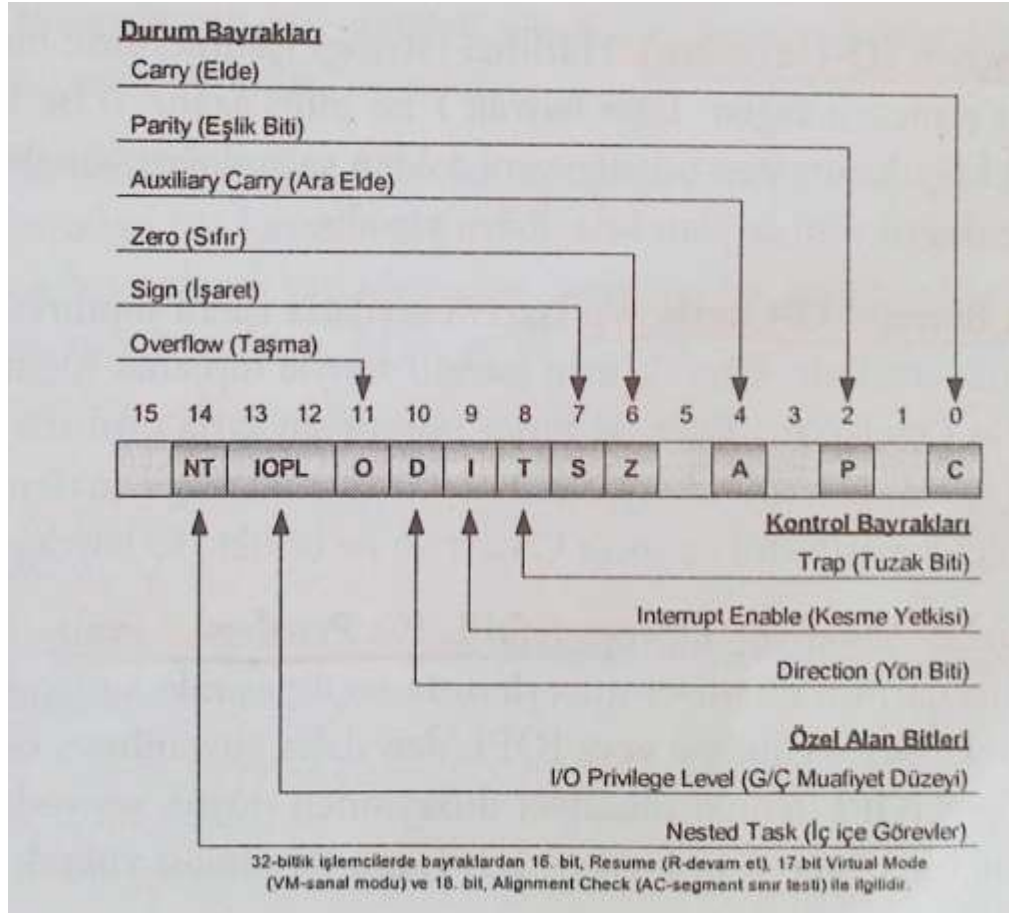 Durum Bayrakları
Carry (Elde)
Parity (Eşlik Biti)
Auxiliary Carry (Ara Elde)
Zero (Sıfır)
Sign (İşaret)
Overflow (Taşma)
15 14 13 12 11 10 9 8 7 6 5 4 3 2 1 0
NT IOPL O D I T S Z A P C
Kontrol Bayrakları
Trap (Tuzak Biti)
Interrupt Enable (Kesme Yetkisi)
Direction (Yön Biti)
Özel Alan Bitleri
I/O Privilege Level (G/Ç Muafiyet Düzeyi)
Nested Task (İç içe Görevler)
32-bitlik işlemcilerde bayraklardan 16. bit, Resume (R-devam et), 17.bit Virtual Mode
(VM-sanal modu) ve 18. bit, Alignment Check (AC-segment sınır testi) ile ilgilidir.